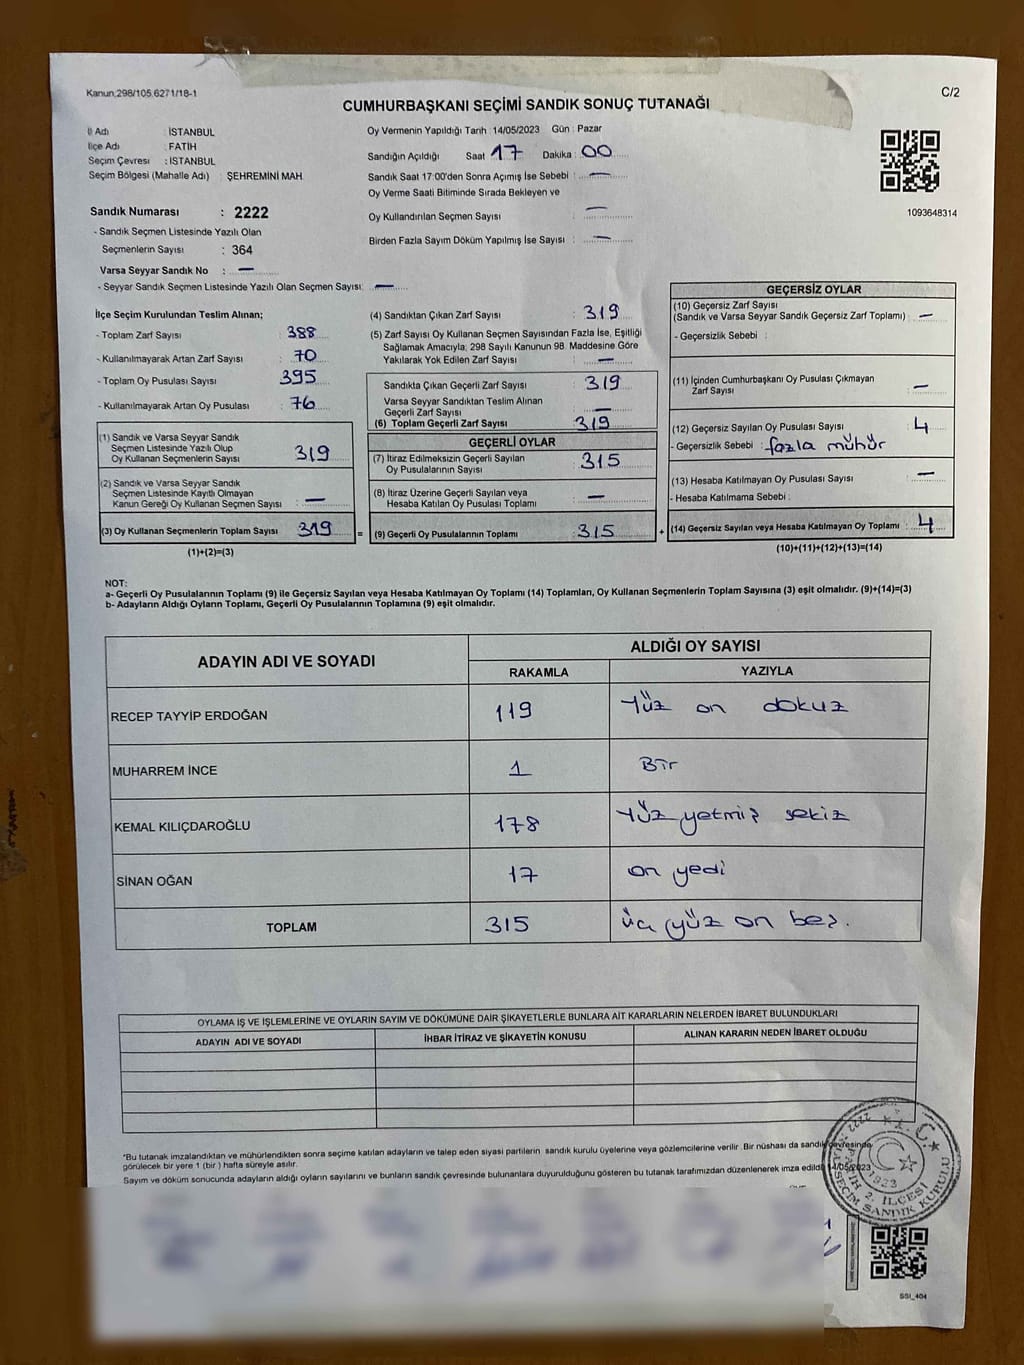 Kanun,298/105.6271/18-1
C/2
CUMHURBAŞKANI SEÇİMİ SANDIK SONUÇ TUTANAĞI
İl Adı : İSTANBUL
İlçe Adı : FATİH
Seçim Çevresi : İSTANBUL
Seçim Bölgesi (Mahalle Adı) : ŞEHREMİNİ MAH.
Sandık Numarası : 2222
- Sandık Seçmen Listesinde Yazılı Olan
Seçmenlerin Sayısı : 364
Varsa Seyyar Sandık No : —
- Seyyar Sandık Seçmen Listesinde Yazılı Olan Seçmen Sayısı: —
Oy Vermenin Yapıldığı Tarih : 14/05/2023 Gün : Pazar
Sandığın Açıldığı Saat 17 Dakika : 00
Sandık Saat 17:00'den Sonra Açımış İse Sebebi : —
Oy Verme Saati Bitiminde Sırada Bekleyen ve
Oy Kullandırılan Seçmen Sayısı : —
Birden Fazla Sayım Döküm Yapılmış İse Sayısı : —
1093648314
İlçe Seçim Kurulundan Teslim Alınan;
- Toplam Zarf Sayısı : 388
- Kullanılmayarak Artan Zarf Sayısı : 70
- Toplam Oy Pusulası Sayısı : 395
- Kullanılmayarak Artan Oy Pusulası : 76
(1) Sandık ve Varsa Seyyar Sandık
Seçmen Listesinde Yazılı Olup
Oy Kullanan Seçmenlerin Sayısı : 319
(2) Sandık ve Varsa Seyyar Sandık
Seçmen Listesinde Kayıtlı Olmayan
Kanun Gereği Oy Kullanan Seçmen Sayısı : —
(3) Oy Kullanan Seçmenlerin Toplam Sayısı : 319
(1)+(2)=(3)
=
(4) Sandıktan Çıkan Zarf Sayısı : 319
(5) Zarf Sayısı Oy Kullanan Seçmen Sayısından Fazla İse, Eşitliği
Sağlamak Amacıyla; 298 Sayılı Kanunun 98. Maddesine Göre
Yakılarak Yok Edilen Zarf Sayısı : —
Sandıkta Çıkan Geçerli Zarf Sayısı : 319
Varsa Seyyar Sandıktan Teslim Alınan
Geçerli Zarf Sayısı : —
(6) Toplam Geçerli Zarf Sayısı : 319
GEÇERLİ OYLAR
(7) İtiraz Edilmeksizin Geçerli Sayılan
Oy Pusulalarının Sayısı : 315
(8) İtiraz Üzerine Geçerli Sayılan veya
Hesaba Katılan Oy Pusulası Toplamı : —
(9) Geçerli Oy Pusulalarının Toplamı : 315
+
GEÇERSİZ OYLAR
(10) Geçersiz Zarf Sayısı
(Sandık ve Varsa Seyyar Sandık Geçersiz Zarf Toplamı) : —
- Geçersizlik Sebebi :
(11) İçinden Cumhurbaşkanı Oy Pusulası Çıkmayan
Zarf Sayısı : —
(12) Geçersiz Sayılan Oy Pusulası Sayısı : 4
- Geçersizlik Sebebi : fazla mühür
(13) Hesaba Katılmayan Oy Pusulası Sayısı : —
- Hesaba Katılmama Sebebi :
(14) Geçersiz Sayılan veya Hesaba Katılmayan Oy Toplamı : 4
(10)+(11)+(12)+(13)=(14)
NOT:
a- Geçerli Oy Pusulalarının Toplamı (9) ile Geçersiz Sayılan veya Hesaba Katılmayan Oy Toplamı (14) Toplamları, Oy Kullanan Seçmenlerin Toplam Sayısına (3) eşit olmalıdır. (9)+(14)=(3)
b- Adayların Aldığı Oyların Toplamı, Geçerli Oy Pusulalarının Toplamına (9) eşit olmalıdır.
ADAYIN ADI VE SOYADI ALDIĞI OY SAYISI
RAKAMLA YAZIYLA
RECEP TAYYİP ERDOĞAN 119 Yüz on dokuz
MUHARREM İNCE 1 Bir
KEMAL KILIÇDAROĞLU 178 Yüz yetmiş sekiz
SİNAN OĞAN 17 on yedi
TOPLAM 315 üç yüz on beş.
OYLAMA İŞ VE İŞLEMLERİNE VE OYLARIN SAYIM VE DÖKÜMÜNE DAİR ŞİKAYETLERLE BUNLARA AİT KARARLARIN NELERDEN İBARET BULUNDUKLARI
ADAYIN ADI VE SOYADI İHBAR İTİRAZ VE ŞİKAYETİN KONUSU ALINAN KARARIN NEDEN İBARET OLDUĞU
*Bu tutanak imzalandıktan ve mühürlendikten sonra seçime katılan adayların ve talep eden siyasi partilerin sandık kurulu üyelerine veya gözlemcilerine verilir. Bir nüshası da sandık çevresinde
görülecek bir yere 1 (bir ) hafta süreyle asılır.
Sayım ve döküm sonucunda adayların aldığı oyların sayılarını ve bunların sandık çevresinde bulunanlara duyurulduğunu gösteren bu tutanak tarafımızdan düzenlenerek imza edildi. 14/05/2023
T.C.
2222
FATİH 2. İLÇESİ
SEÇİM SANDIK KURULU
1923
SSI_404